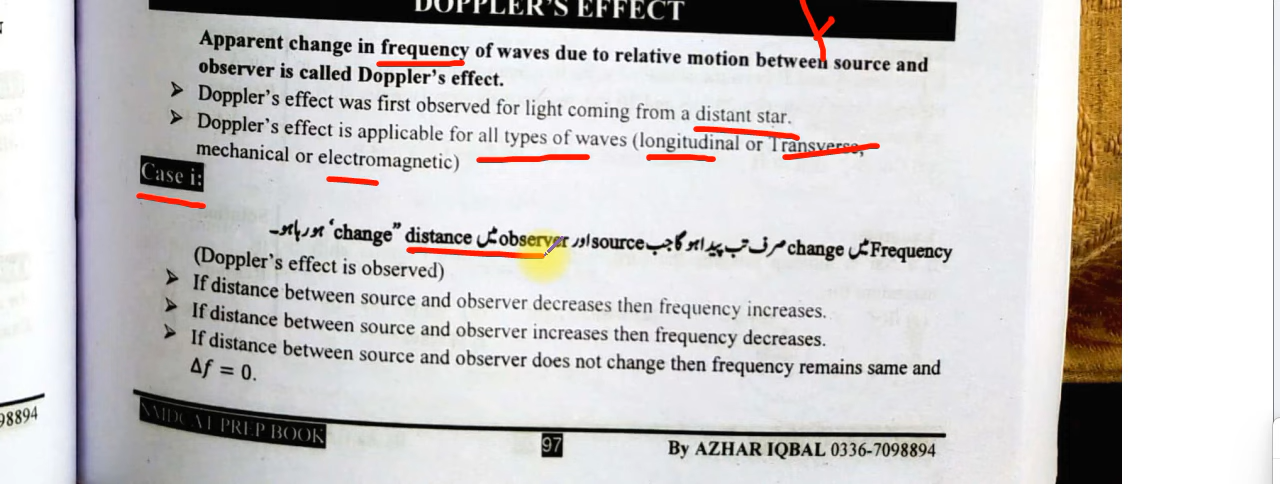 DOPPLER'S EFFECT
Apparent change in frequency of waves due to relative motion between source and
observer is called Doppler's effect.
➤ Doppler's effect was first observed for light coming from a distant star.
➤ Doppler's effect is applicable for all types of waves (longitudinal or Transverse,
mechanical or electromagnetic)
Case i:
Frequency میں change صرف تب پیدا ہو گا جب source اور observer میں distance "change' ہو رہا ہو۔
(Doppler's effect is observed)
➤ If distance between source and observer decreases then frequency increases.
➤ If distance between source and observer increases then frequency decreases.
➤ If distance between source and observer does not change then frequency remains same and
Δf = 0.
98894
NMDCAT PREP BOOK
97
By AZHAR IQBAL 0336-7098894